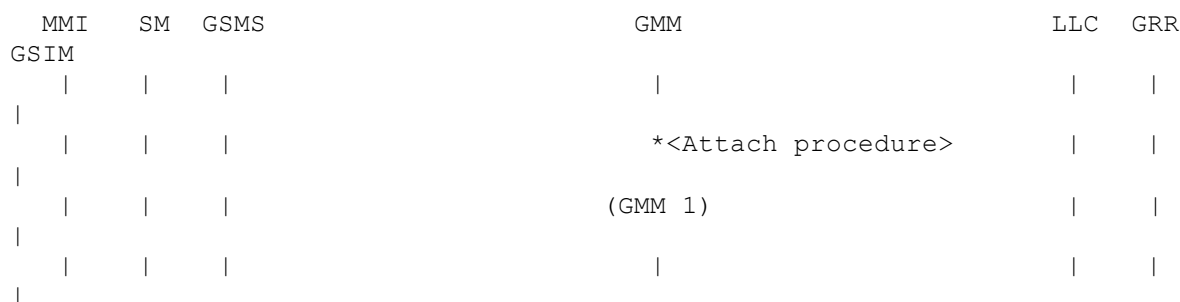 MMI SM GSMS GMM LLC GRR
GSIM
| | | | | |
|
| | | *<Attach procedure> | |
|
| | | (GMM 1) | |
|
| | | | | |
|